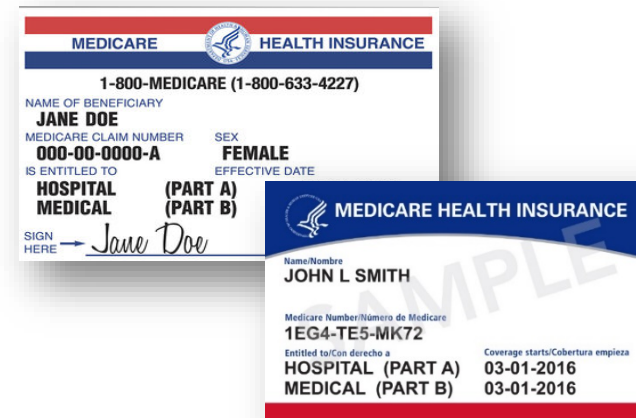 MEDICARE HEALTH INSURANCE
1-800-MEDICARE (1-800-633-4227)
NAME OF BENEFICIARY
JANE DOE
MEDICARE CLAIM NUMBER SEX
000-00-0000-A FEMALE
IS ENTITLED TO EFFECTIVE DATE
HOSPITAL (PART A)
MEDICAL (PART B)
SIGN
HERE Jane Doe
MEDICARE HEALTH INSURANCE
SAMPLE
Name/Nombre
JOHN L SMITH
Medicare Number/Número de Medicare
1EG4-TE5-MK72
Entitled to/Con derecho a Coverage starts/Cobertura empieza
HOSPITAL (PART A) 03-01-2016
MEDICAL (PART B) 03-01-2016